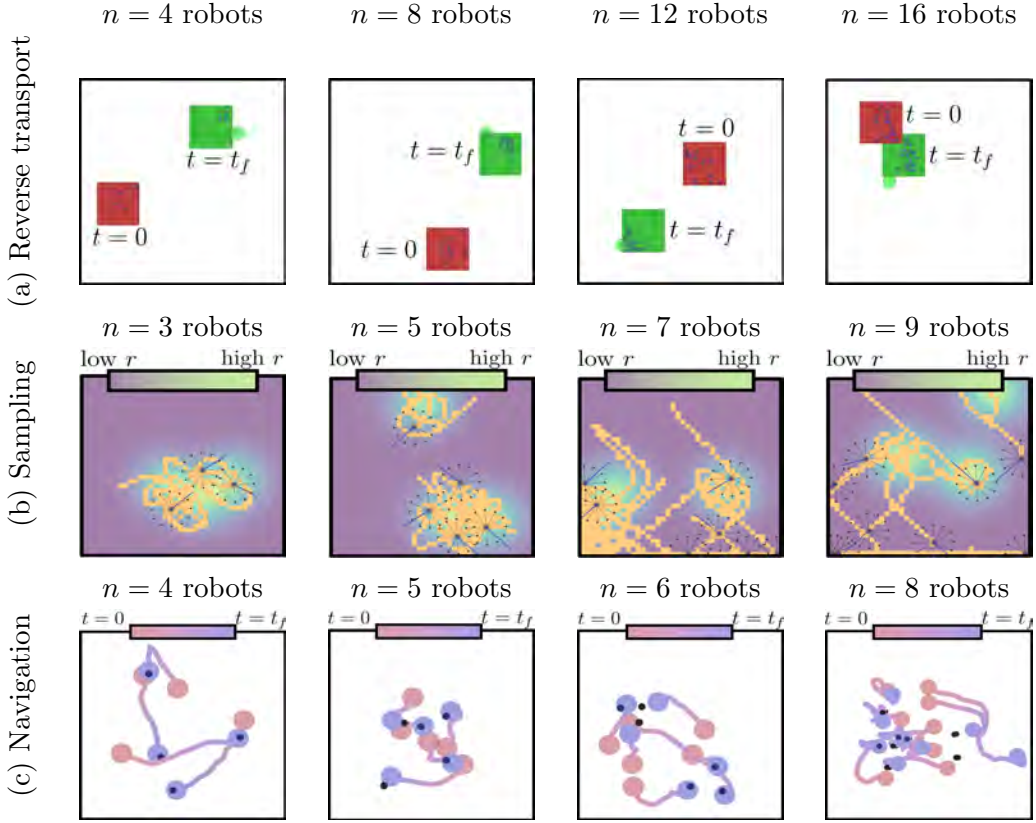 n = 4 robots
n = 8 robots
n = 12 robots
n = 16 robots
(a) Reverse transport
t = t_f
t = 0
t = t_f
t = 0
t = 0
t = t_f
t = 0
t = t_f
n = 3 robots
n = 5 robots
n = 7 robots
n = 9 robots
(b) Sampling
low r high r
low r high r
low r high r
low r high r
n = 4 robots
n = 5 robots
n = 6 robots
n = 8 robots
(c) Navigation
t = 0 t = t_f
t = 0 t = t_f
t = 0 t = t_f
t = 0 t = t_f